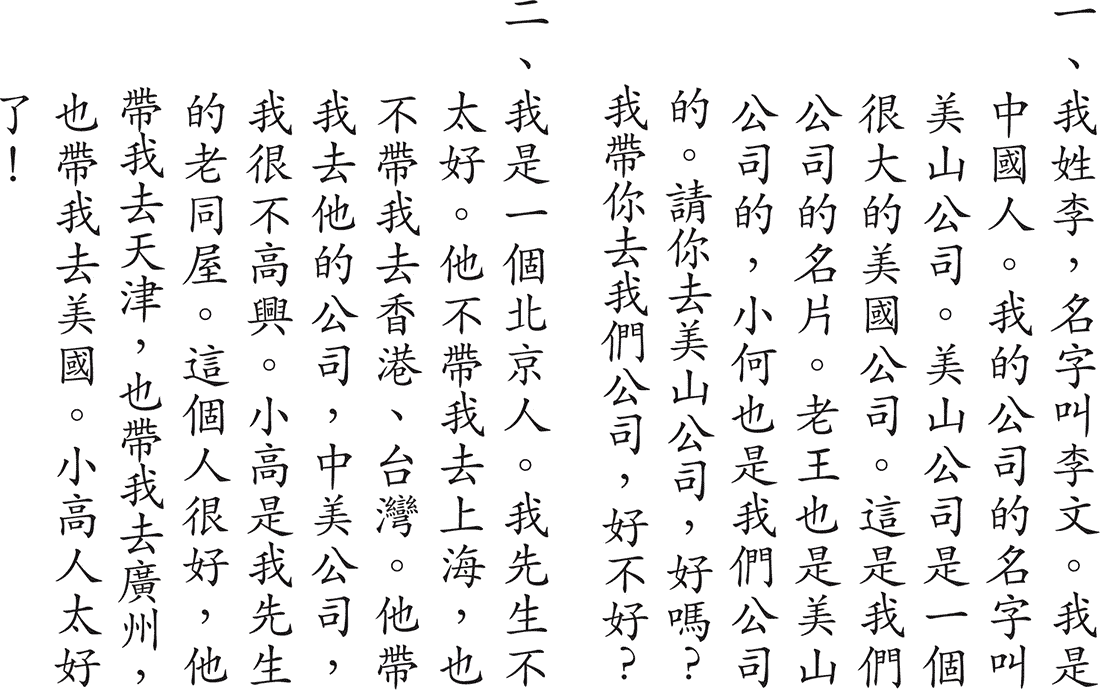 一、我姓李，名字叫李文。我是
中國人。我的公司的名字叫
美山公司。美山公司是一個
很大的美國公司。這是我們
公司的名片。老王也是美山
公司的，小何也是我們公司
的。請你去美山公司，好嗎？
我帶你去我們公司，好不好？
二、我是一個北京人。我先生不
太好。他不帶我去上海，也
不帶我去香港、台灣。他帶
我去他的公司，中美公司，
我很不高興。小高是我先生
的老同屋。這個人很好，他
帶我去天津，也帶我去廣州，
也帶我去美國。小高人太好
了！